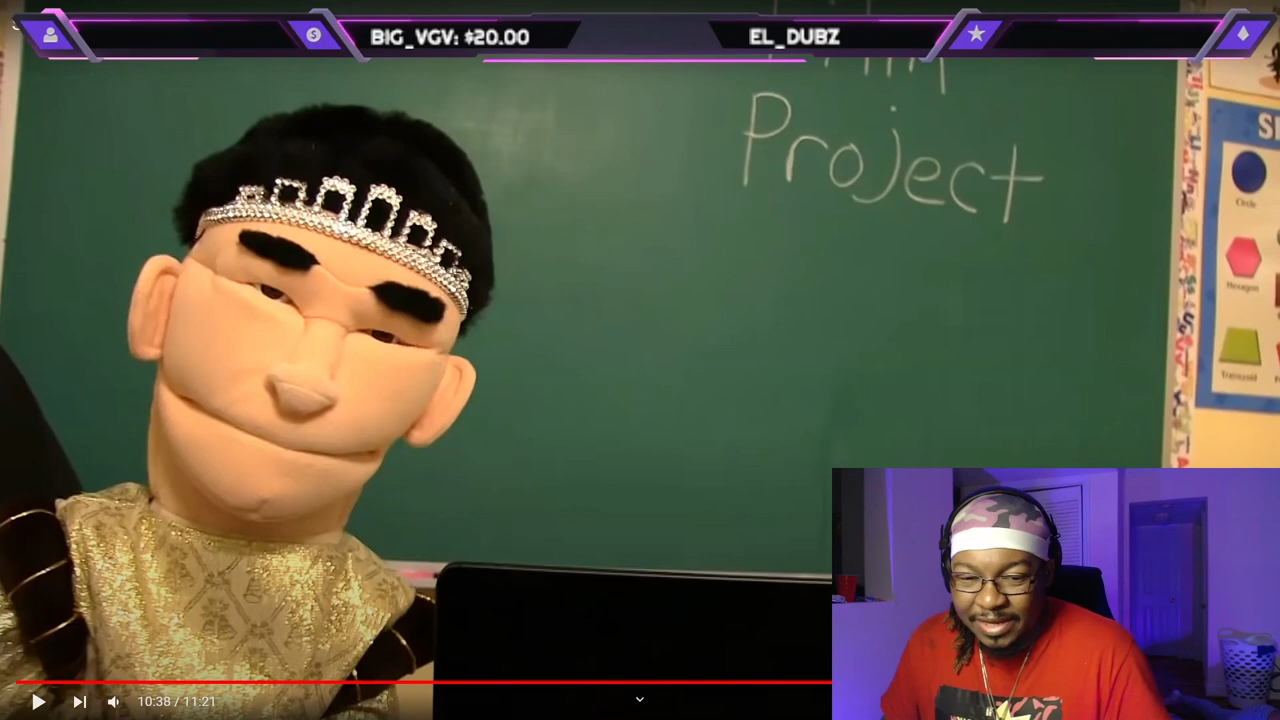 BIG_VGV: $20.00
EL_DUBZ
Project
Circle
Hexagon
Trapezoid
10:38 / 11:21